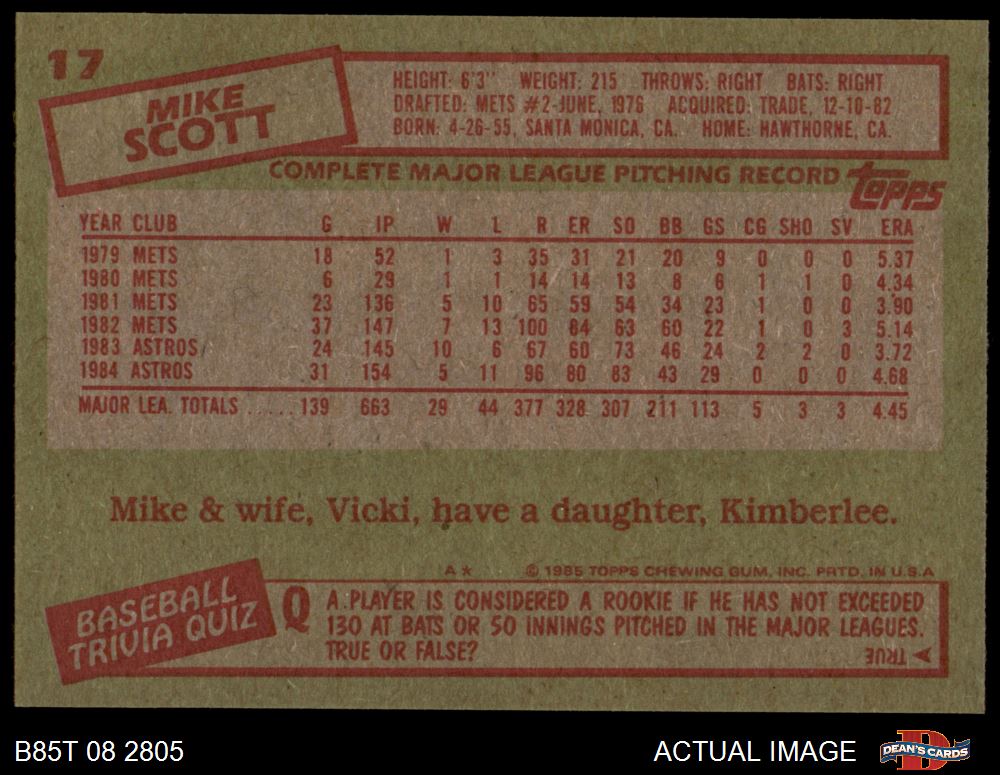 17
MIKE
SCOTT
HEIGHT: 6'3" WEIGHT: 215 THROWS: RIGHT BATS: RIGHT
DRAFTED: METS #2-JUNE, 1976 ACQUIRED: TRADE, 12-10-82
BORN: 4-26-55, SANTA MONICA, CA. HOME: HAWTHORNE, CA.
COMPLETE MAJOR LEAGUE PITCHING RECORD
topps
YEAR CLUB G IP W L R ER SO BB GS CG SHO SV ERA
1979 METS 18 52 1 3 35 31 21 20 9 0 0 0 5.37
1980 METS 6 29 1 1 14 14 13 8 6 1 1 0 4.34
1981 METS 23 136 5 10 65 59 54 34 23 1 0 0 3.90
1982 METS 37 147 7 13 100 84 63 60 22 1 0 3 5.14
1983 ASTROS 24 145 10 6 67 60 73 46 24 2 2 0 3.72
1984 ASTROS 31 154 5 11 96 80 83 43 29 0 0 0 4.68
MAJOR LEA. TOTALS ..... 139 663 29 44 377 328 307 211 113 5 3 3 4.45
Mike & wife, Vicki, have a daughter, Kimberlee.
A* © 1985 TOPPS CHEWING GUM, INC. PRTD. IN U.S.A
BASEBALL
TRIVIA QUIZ
Q A PLAYER IS CONSIDERED A ROOKIE IF HE HAS NOT EXCEEDED
130 AT BATS OR 50 INNINGS PITCHED IN THE MAJOR LEAGUES.
TRUE OR FALSE?
A TRUE
B85T 08 2805
ACTUAL IMAGE
D
DEAN'S CARDS